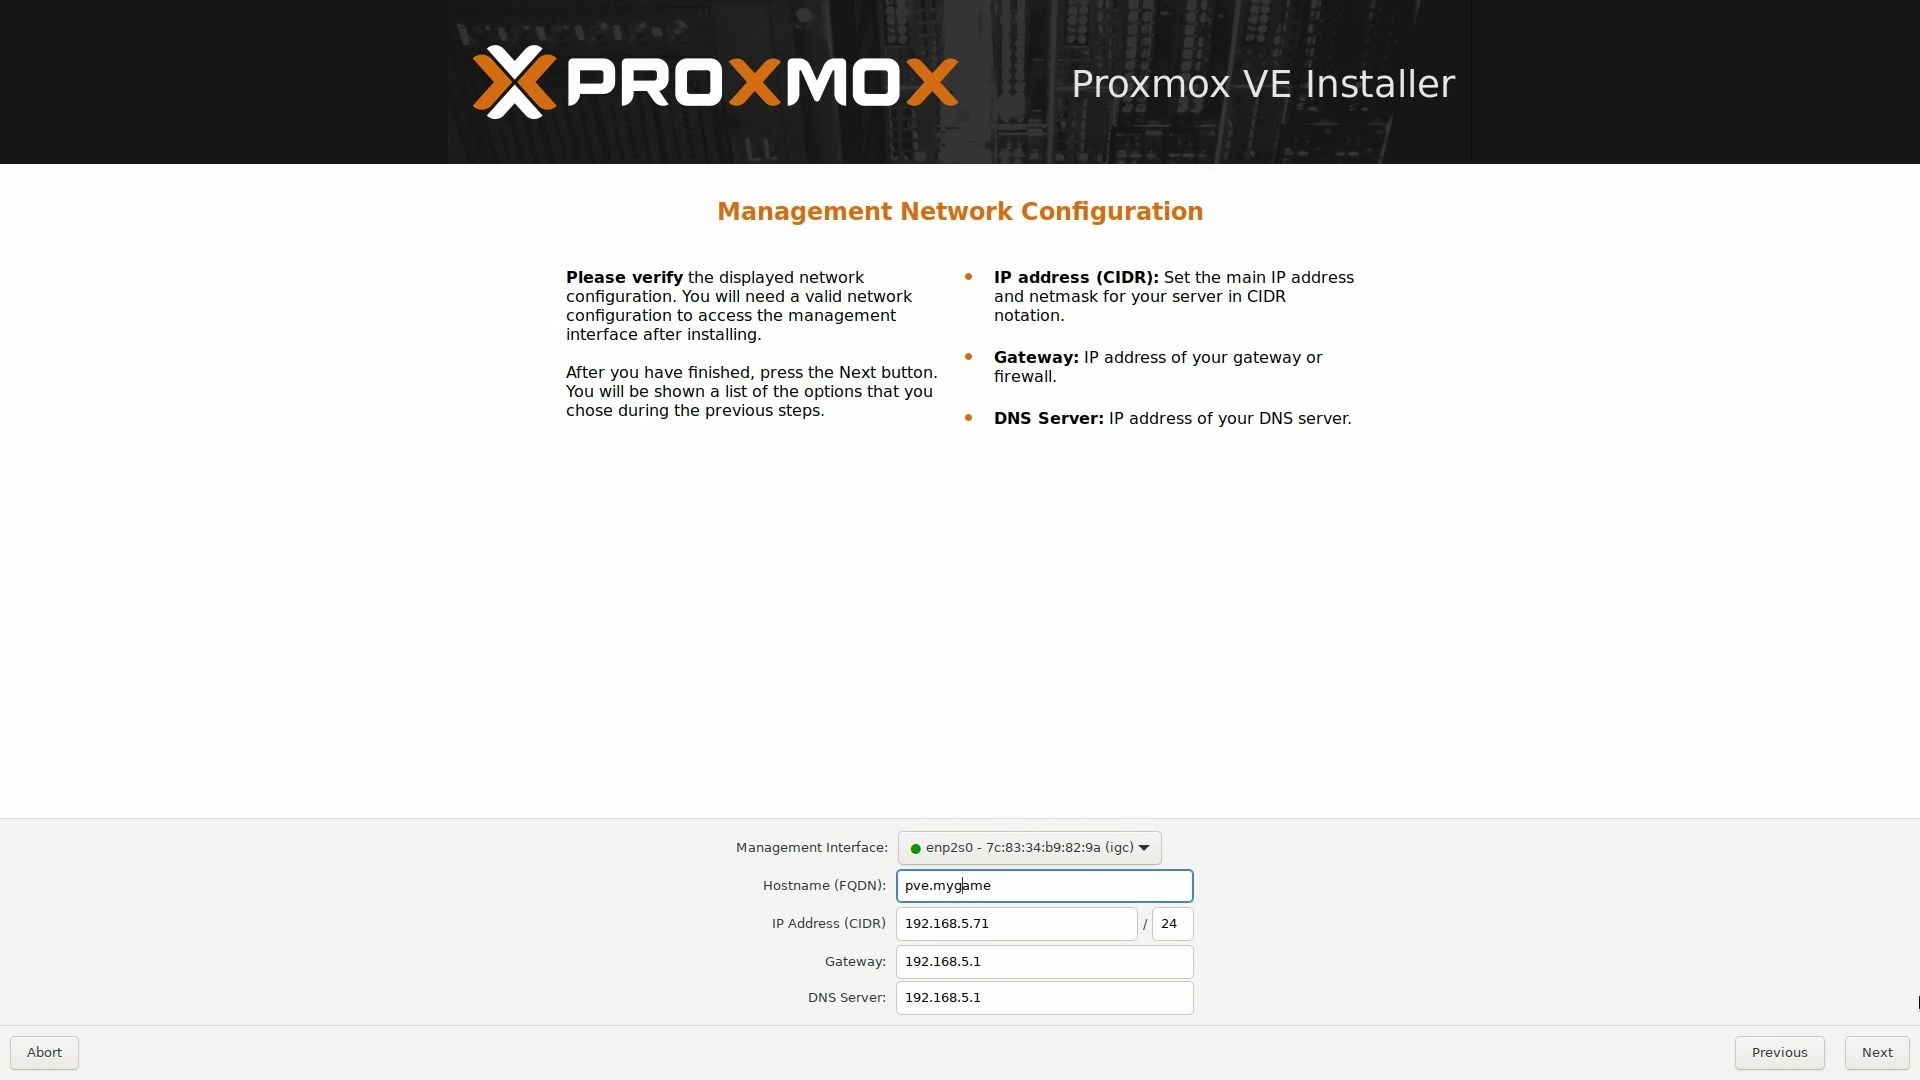 PROXMOX
Proxmox VE Installer
Management Network Configuration
Please verify the displayed network
configuration. You will need a valid network
configuration to access the management
interface after installing.
After you have finished, press the Next button.
You will be shown a list of the options that you
chose during the previous steps.
IP address (CIDR): Set the main IP address
and netmask for your server in CIDR
notation.
Gateway: IP address of your gateway or
firewall.
DNS Server: IP address of your DNS server.
Management Interface: enp2s0 - 7c:83:34:b9:82:9a (igc)
Hostname (FQDN): pve.mygame
IP Address (CIDR) 192.168.5.71 / 24
Gateway: 192.168.5.1
DNS Server: 192.168.5.1
Abort Previous Next